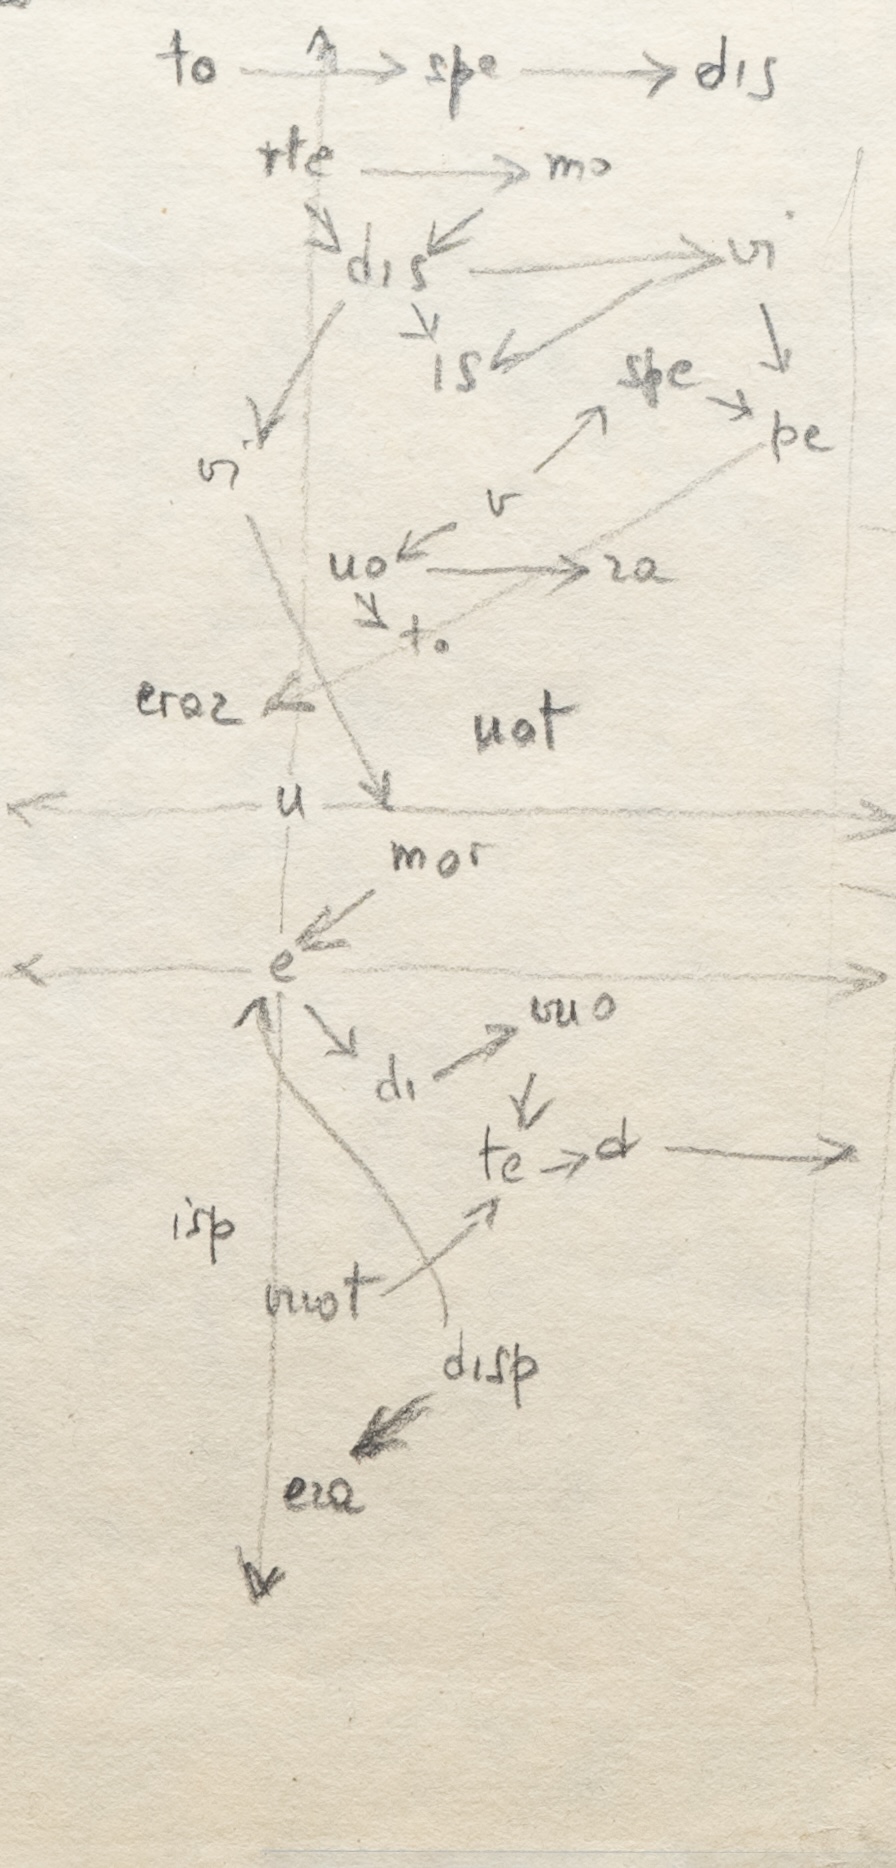 to spe dis
rte mo
dis vi
is spe
pe
vi v
uo za
to
eraz uot
u
mor
e
vuo
di
te d
isp
vuot
disp
eza